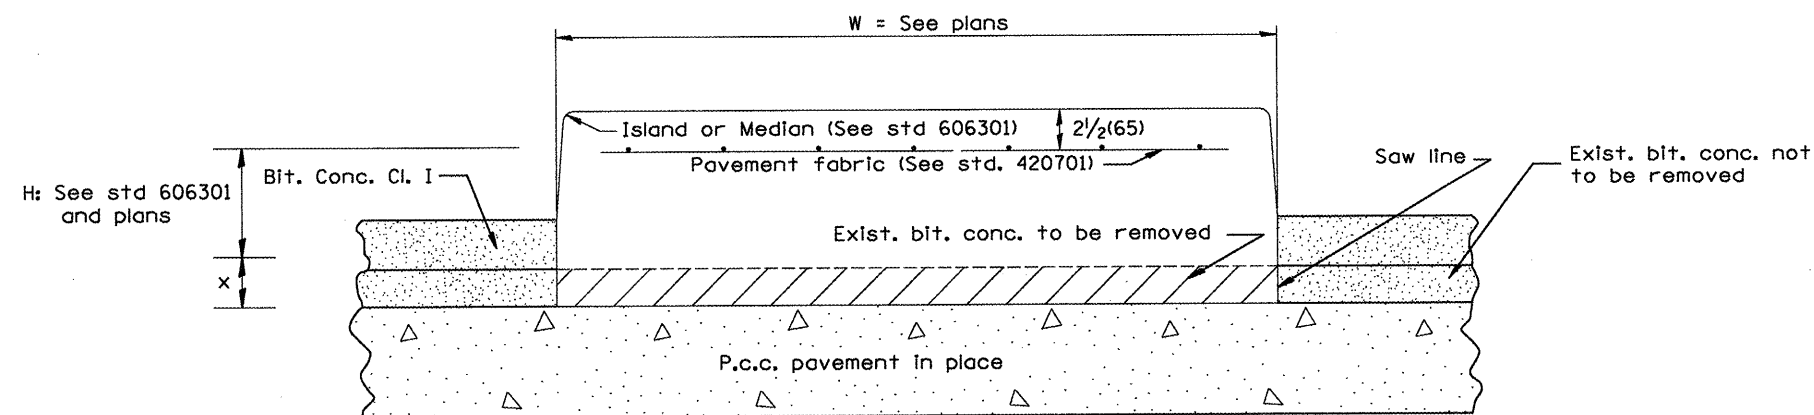 W = See plans
Island or Median (See std 606301)
2 1/2(65)
Pavement fabric (See std. 420701)
Saw line
Exist. bit. conc. not
to be removed
H: See std 606301
and plans
Bit. Conc. Cl. I
Exist. bit. conc. to be removed
x
P.c.c. pavement in place